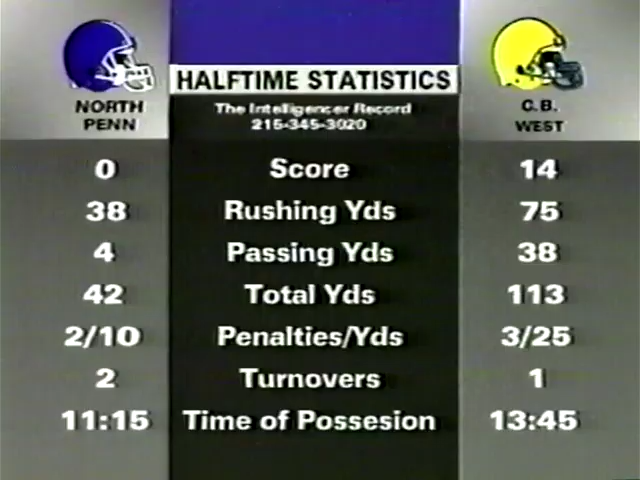 HALFTIME STATISTICS
NORTH
PENN
The Intelligencer Record
215-345-3020
C.B.
WEST
0 Score 14
38 Rushing Yds 75
4 Passing Yds 38
42 Total Yds 113
2/10 Penalties/Yds 3/25
2 Turnovers 1
11:15 Time of Possesion 13:45